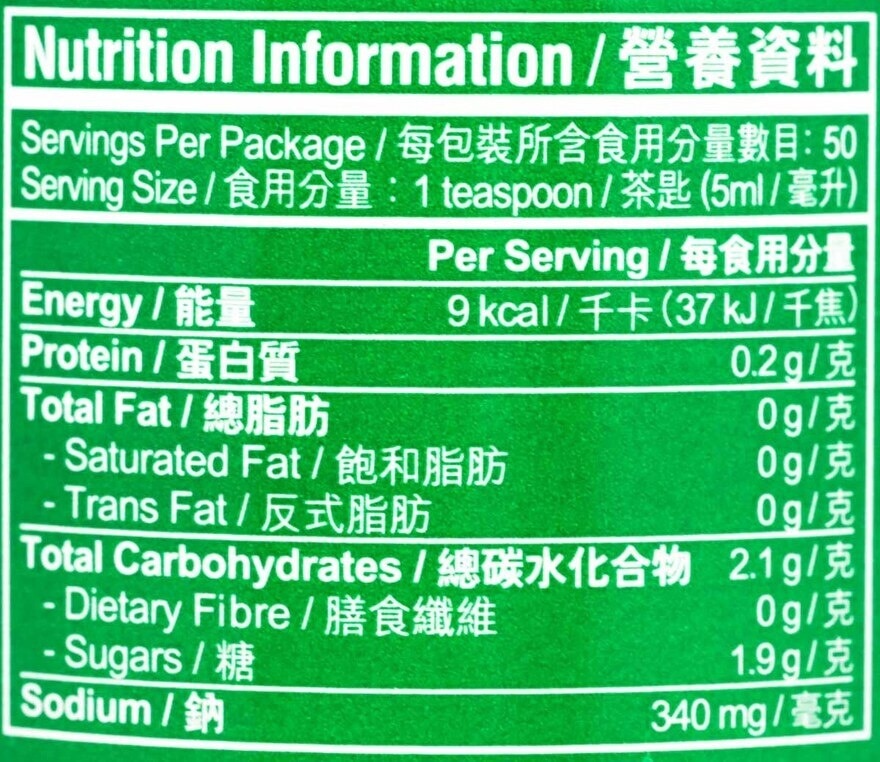 Nutrition Information / 營養資料
Servings Per Package / 每包裝所含食用分量數目: 50
Serving Size / 食用分量：1 teaspoon / 茶匙 (5ml / 毫升)
Per Serving / 每食用分量
Energy / 能量 9 kcal / 千卡 (37 kJ / 千焦)
Protein / 蛋白質 0.2 g / 克
Total Fat / 總脂肪 0 g / 克
- Saturated Fat / 飽和脂肪 0 g / 克
- Trans Fat / 反式脂肪 0 g / 克
Total Carbohydrates / 總碳水化合物 2.1 g / 克
- Dietary Fibre / 膳食纖維 0 g / 克
- Sugars / 糖 1.9 g / 克
Sodium / 鈉 340 mg / 毫克